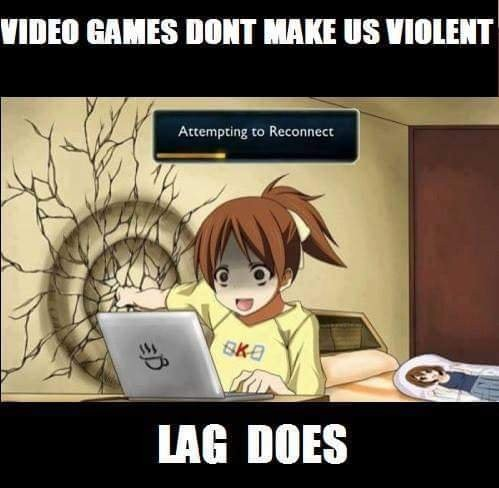 VIDEO GAMES DONT MAKE US VIOLENT
Attempting to Reconnect
LAG DOES